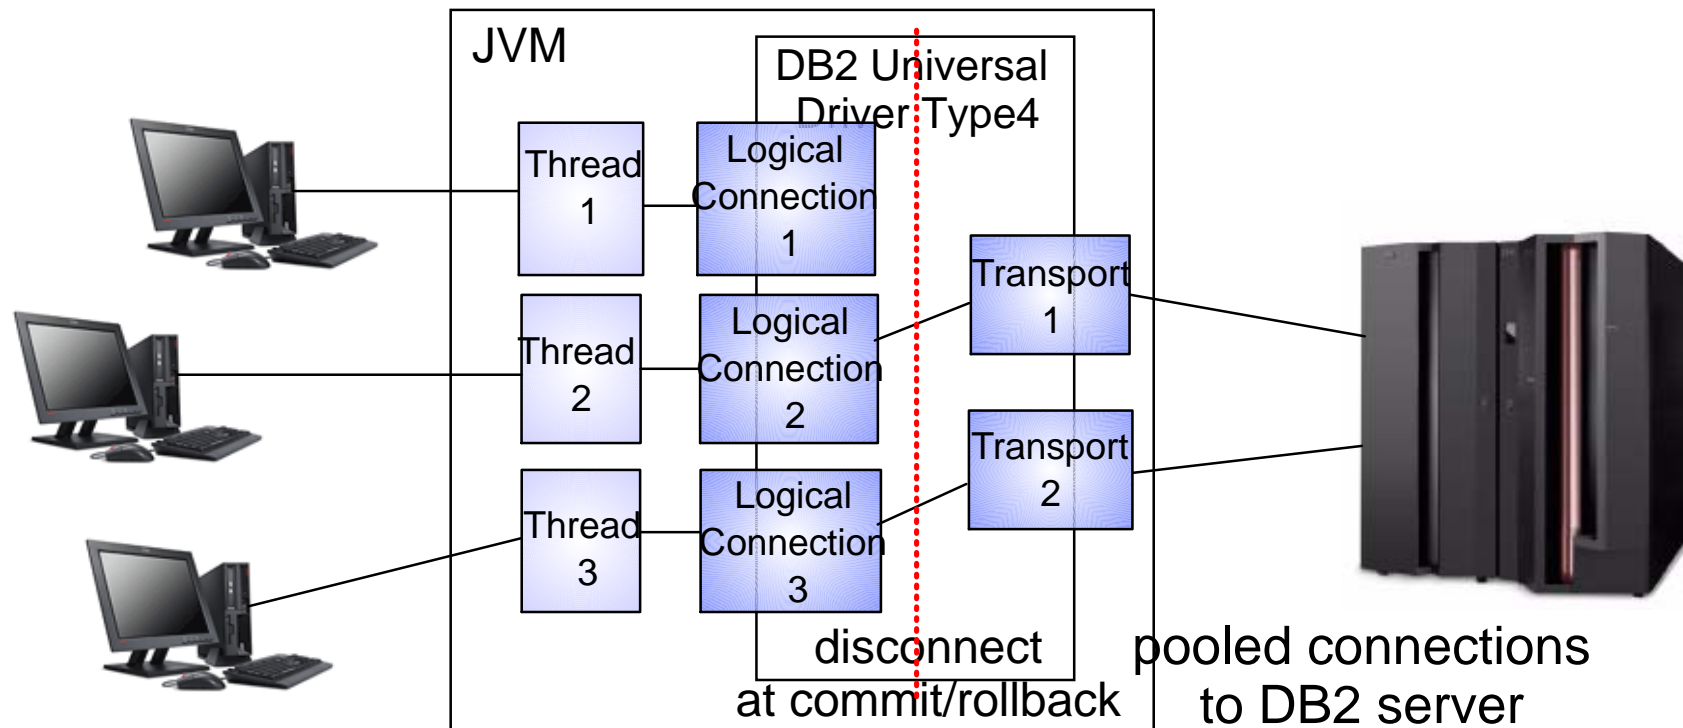 JVM
DB2 Universal
Driver Type4
Thread
1
Logical
Connection
1
Transport
1
Thread
2
Logical
Connection
2
Transport
2
Thread
3
Logical
Connection
3
disconnect
at commit/rollback
pooled connections
to DB2 server